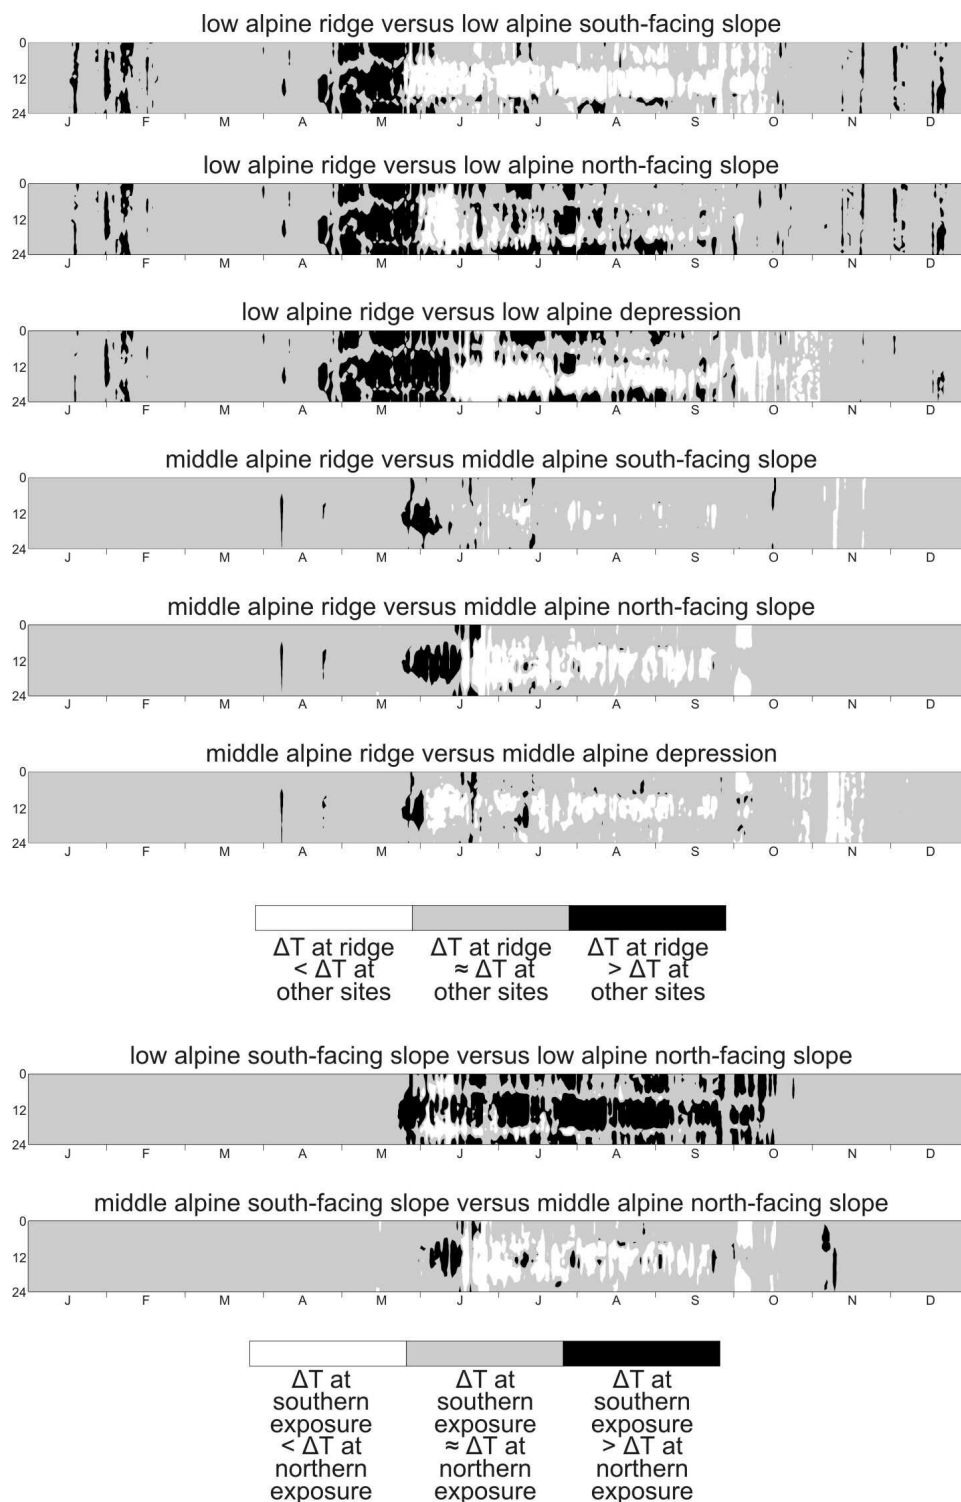 low alpine ridge versus low alpine south-facing slope
0
12
24
J F M A M J J A S O N D
low alpine ridge versus low alpine north-facing slope
0
12
24
J F M A M J J A S O N D
low alpine ridge versus low alpine depression
0
12
24
J F M A M J J A S O N D
middle alpine ridge versus middle alpine south-facing slope
0
12
24
J F M A M J J A S O N D
middle alpine ridge versus middle alpine north-facing slope
0
12
24
J F M A M J J A S O N D
middle alpine ridge versus middle alpine depression
0
12
24
J F M A M J J A S O N D
ΔT at ridge
< ΔT at
other sites
ΔT at ridge
≈ ΔT at
other sites
ΔT at ridge
> ΔT at
other sites
low alpine south-facing slope versus low alpine north-facing slope
0
12
24
J F M A M J J A S O N D
middle alpine south-facing slope versus middle alpine north-facing slope
0
12
24
J F M A M J J A S O N D
ΔT at
southern
exposure
< ΔT at
northern
exposure
ΔT at
southern
exposure
≈ ΔT at
northern
exposure
ΔT at
southern
exposure
> ΔT at
northern
exposure